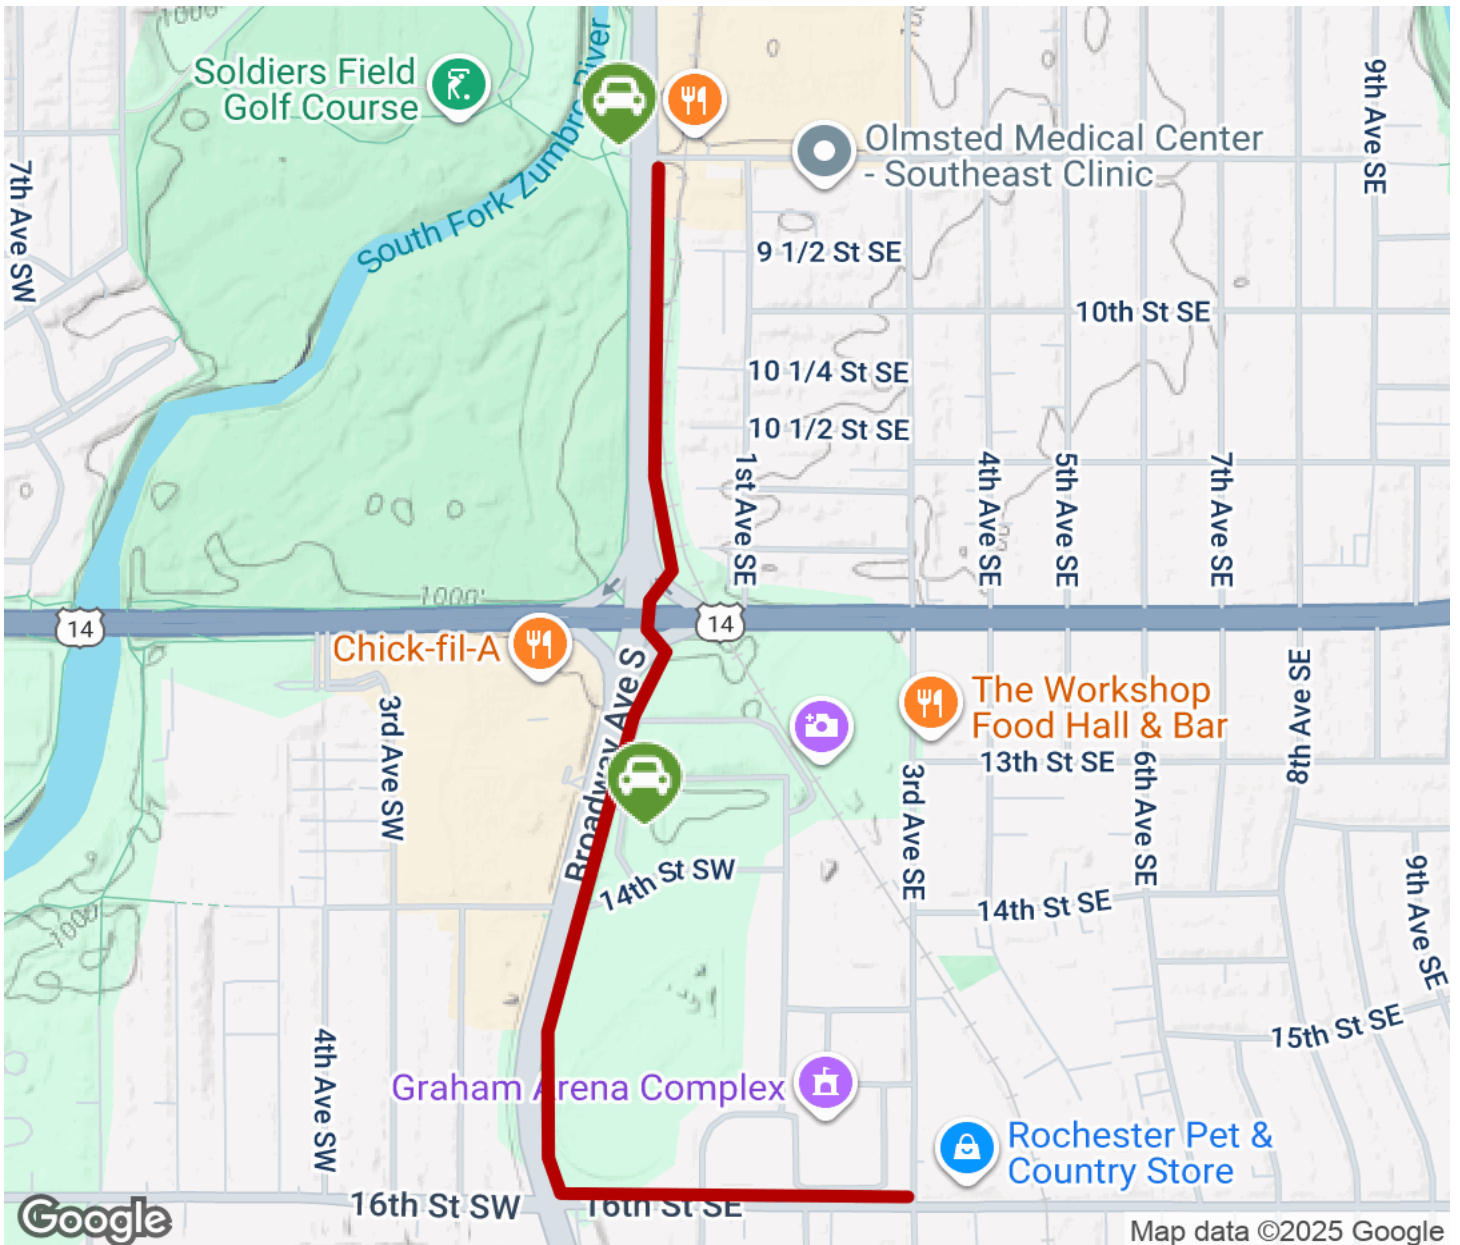 1000'
Soldiers Field
Golf Course
South Fork Zumbro River
9th Ave SE
Olmsted Medical Center
- Southeast Clinic
7th Ave SW
9 1/2 St SE
10th St SE
10 1/4 St SE
10 1/2 St SE
1st Ave SE
4th Ave SE
5th Ave SE
7th Ave SE
1000'
14
14
Chick-fil-A
Broadway Ave S
3rd Ave SW
The Workshop
Food Hall & Bar
8th Ave SE
13th St SE
6th Ave SE
3rd Ave SE
14th St SW
14th St SE
9th Ave SE
1000'
15th St SE
4th Ave SW
Graham Arena Complex
Rochester Pet &
Country Store
16th St SW
16th St SE
Google
Map data ©2025 Google